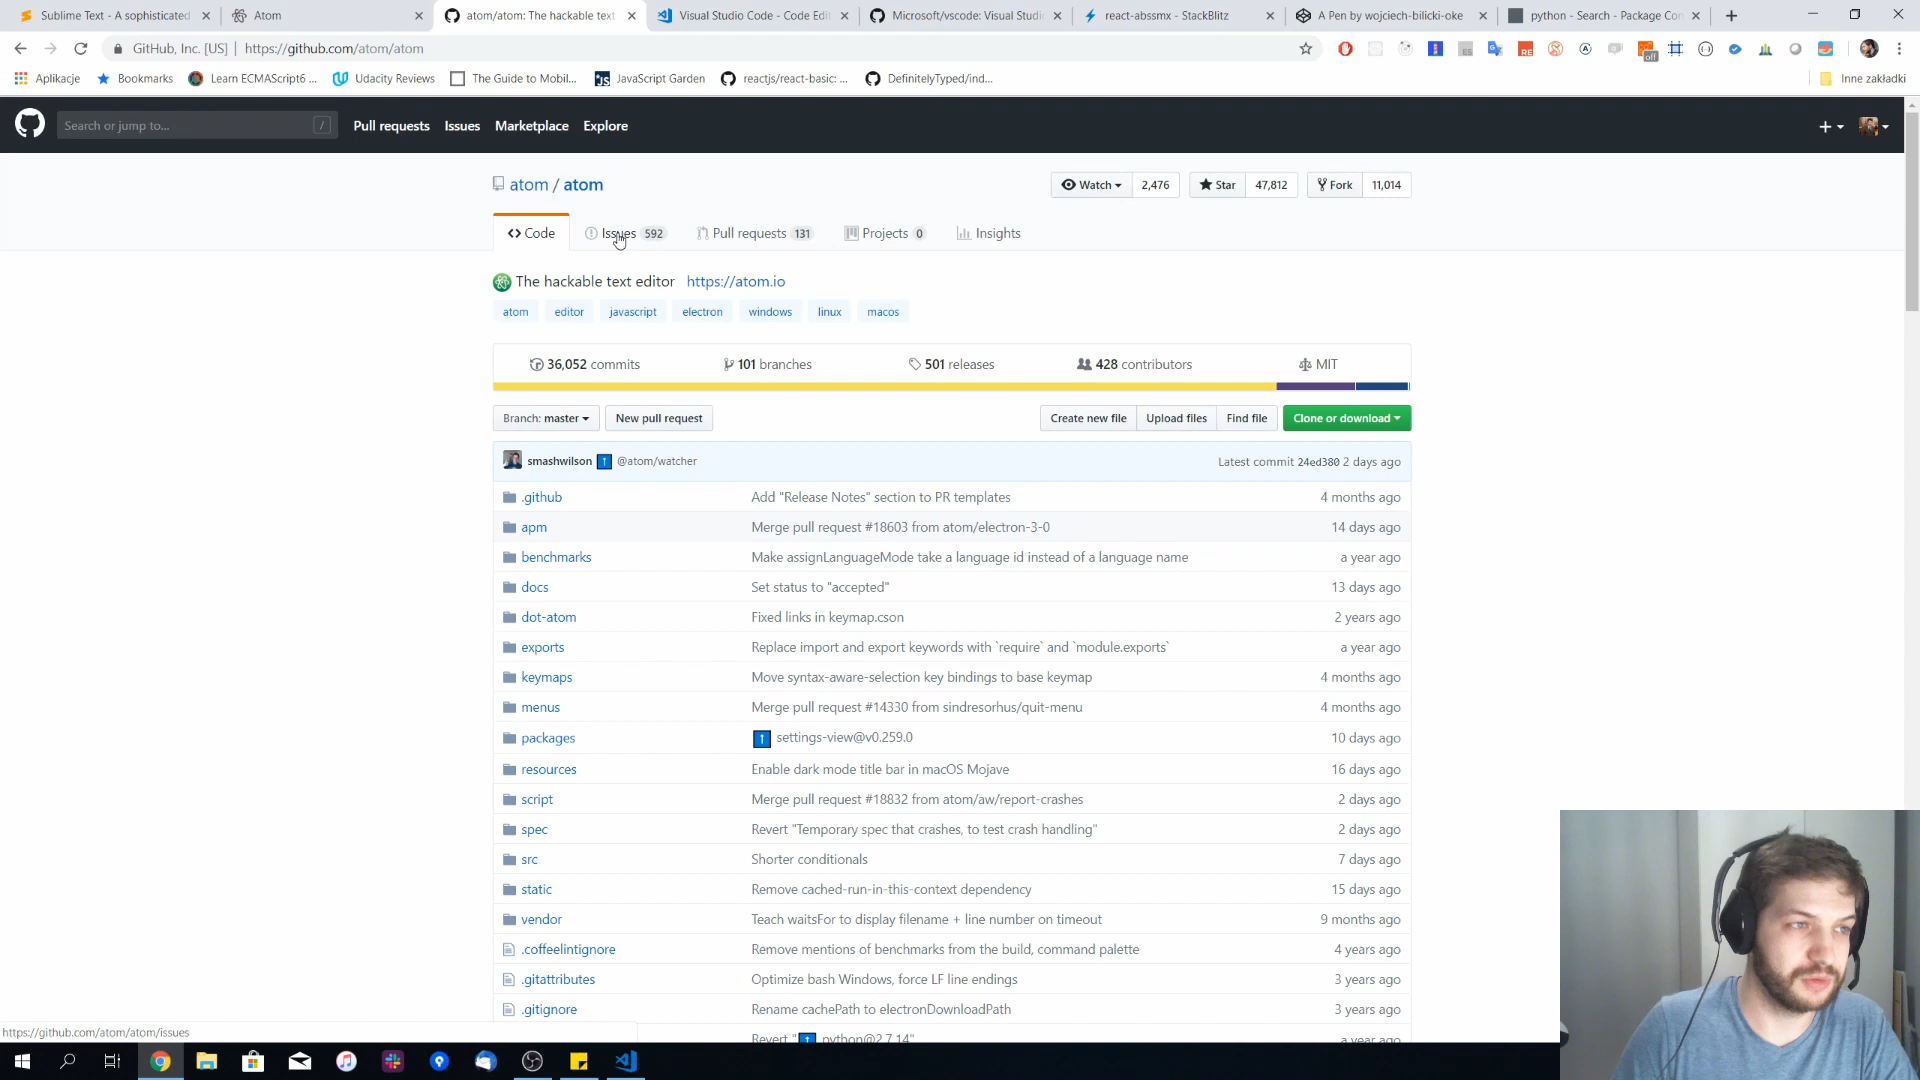 Sublime Text - A sophisticated
Atom
atom/atom: The hackable text
Visual Studio Code - Code Edit
Microsoft/vscode: Visual Studi
react-abssmx - StackBlitz
A Pen by wojciech-bilicki-oke
python - Search - Package Con
GitHub, Inc. [US] | https://github.com/atom/atom
Aplikacje
Bookmarks
Learn ECMAScript6 ...
Udacity Reviews
The Guide to Mobil...
JavaScript Garden
reactjs/react-basic: ...
DefinitelyTyped/ind...
Inne zakładki
Search or jump to... /
Pull requests Issues Marketplace Explore
atom / atom
Watch 2,476 Star 47,812 Fork 11,014
Code Issues 592 Pull requests 131 Projects 0 Insights
The hackable text editor https://atom.io
atom editor javascript electron windows linux macos
36,052 commits 101 branches 501 releases 428 contributors MIT
Branch: master New pull request Create new file Upload files Find file Clone or download
smashwilson @atom/watcher Latest commit 24ed380 2 days ago
.github Add "Release Notes" section to PR templates 4 months ago
apm Merge pull request #18603 from atom/electron-3-0 14 days ago
benchmarks Make assignLanguageMode take a language id instead of a language name a year ago
docs Set status to "accepted" 13 days ago
dot-atom Fixed links in keymap.cson 2 years ago
exports Replace import and export keywords with `require` and `module.exports` a year ago
keymaps Move syntax-aware-selection key bindings to base keymap 4 months ago
menus Merge pull request #14330 from sindresorhus/quit-menu 4 months ago
packages settings-view@v0.259.0 10 days ago
resources Enable dark mode title bar in macOS Mojave 16 days ago
script Merge pull request #18832 from atom/aw/report-crashes 2 days ago
spec Revert "Temporary spec that crashes, to test crash handling" 2 days ago
src Shorter conditionals 7 days ago
static Remove cached-run-in-this-context dependency 15 days ago
vendor Teach waitsFor to display filename + line number on timeout 9 months ago
.coffeelintignore Remove mentions of benchmarks from the build, command palette 4 years ago
.gitattributes Optimize bash Windows, force LF line endings 3 years ago
.gitignore Rename cachePath to electronDownloadPath 3 years ago
Revert " python@2.7.14" a year ago
https://github.com/atom/atom/issues